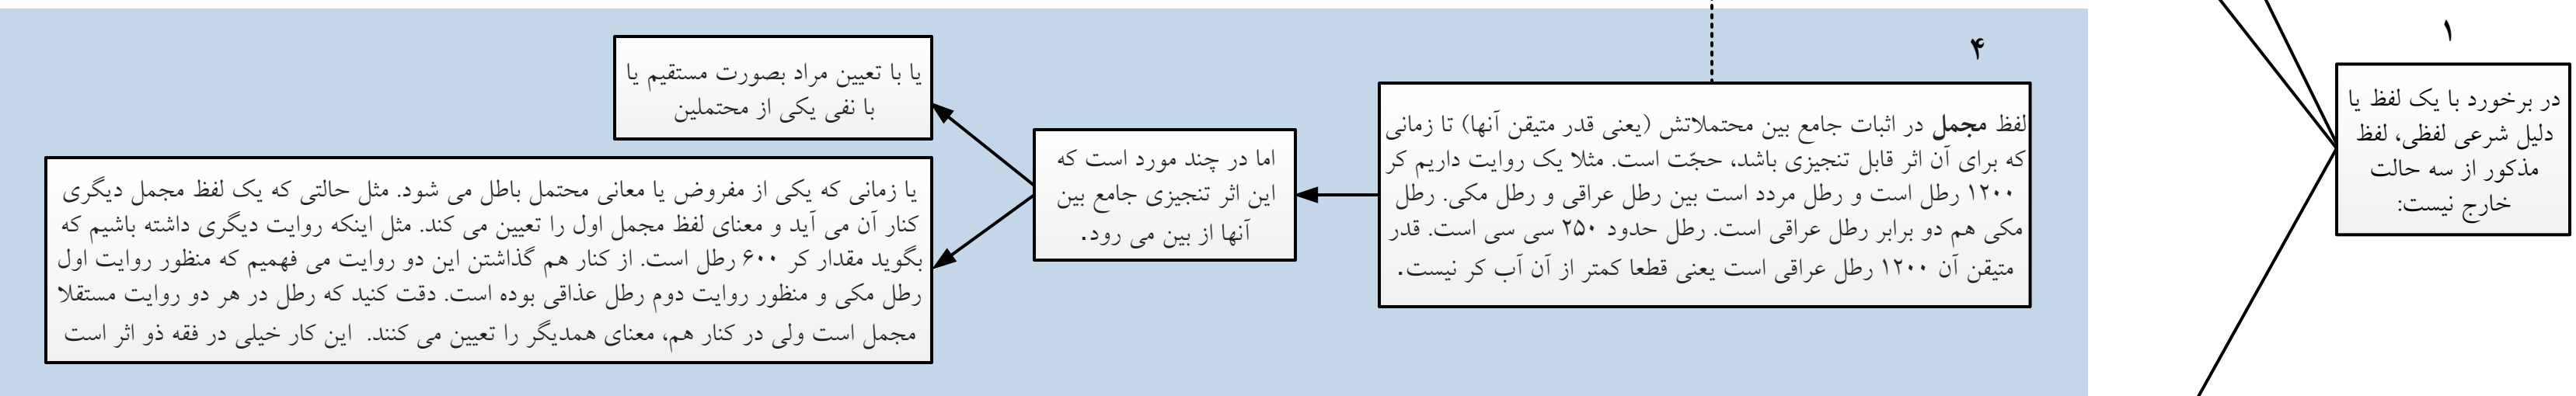 ۱
در برخورد با یک لفظ یا
دلیل شرعی لفظی، لفظ
مذکور از سه حالت
خارج نیست:
۴
لفظ مجمل در اثبات جامع بین محتملاتش (یعنی قدر متیقن آنها) تا زمانی
که برای آن اثر قابل تنجیزی باشد، حجّت است. مثلا یک روایت داریم کر
۱۲۰۰ رطل است و رطل مردد است بین رطل عراقی و رطل مکی. رطل
مکی هم دو برابر رطل عراقی است. رطل حدود ۲۵۰ سی سی است. قدر
متیقن آن ۱۲۰۰ رطل عراقی است یعنی قطعا کمتر از آن آب کر نیست.
اما در چند مورد است که
این اثر تنجیزی جامع بین
آنها از بین می رود.
یا با تعیین مراد بصورت مستقیم یا
با نفی یکی از محتملین
یا زمانی که یکی از مفروض یا معانی محتمل باطل می شود. مثل حالتی که یک لفظ مجمل دیگری
کنار آن می آید و معنای لفظ مجمل اول را تعیین می کند. مثل اینکه روایت دیگری داشته باشیم که
بگوید مقدار کر ۶۰۰ رطل است. از کنار هم گذاشتن این دو روایت می فهمیم که منظور روایت اول
رطل مکی و منظور روایت دوم رطل عذاقی بوده است. دقت کنید که رطل در هر دو روایت مستقلا
مجمل است ولی در کنار هم، معنای همدیگر را تعیین می کنند. این کار خیلی در فقه ذو اثر است